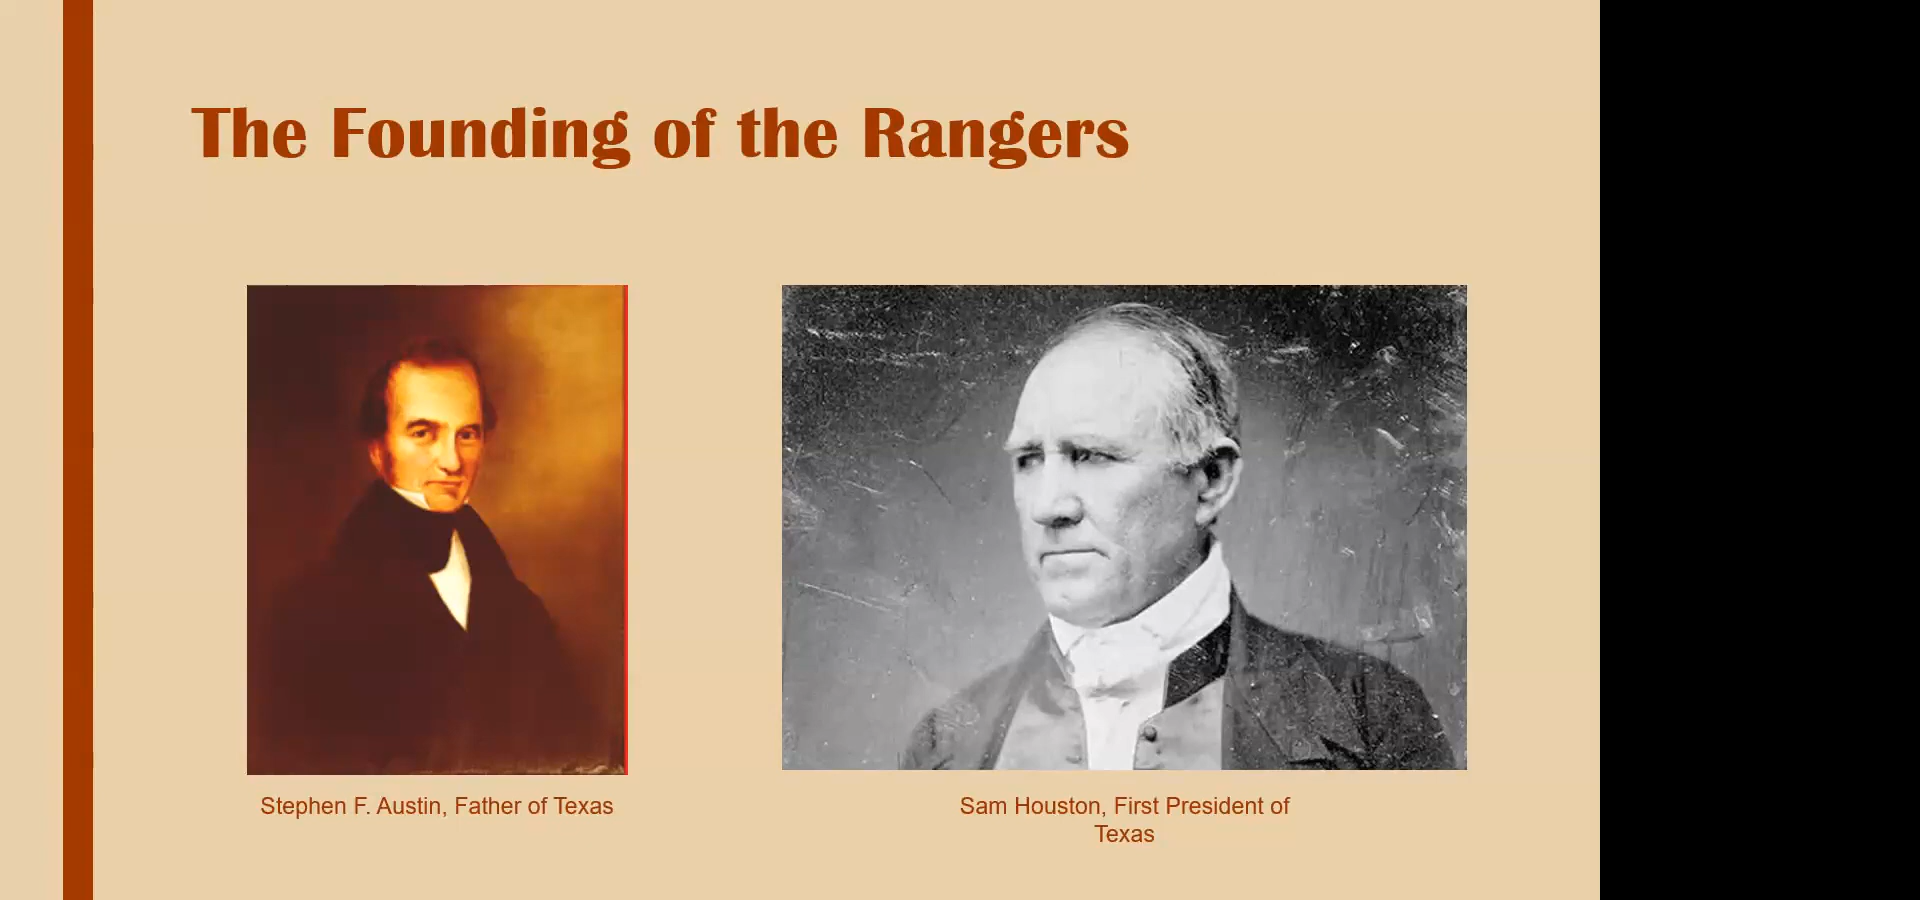 The Founding of the Rangers
Stephen F. Austin, Father of Texas
Sam Houston, First President of
Texas